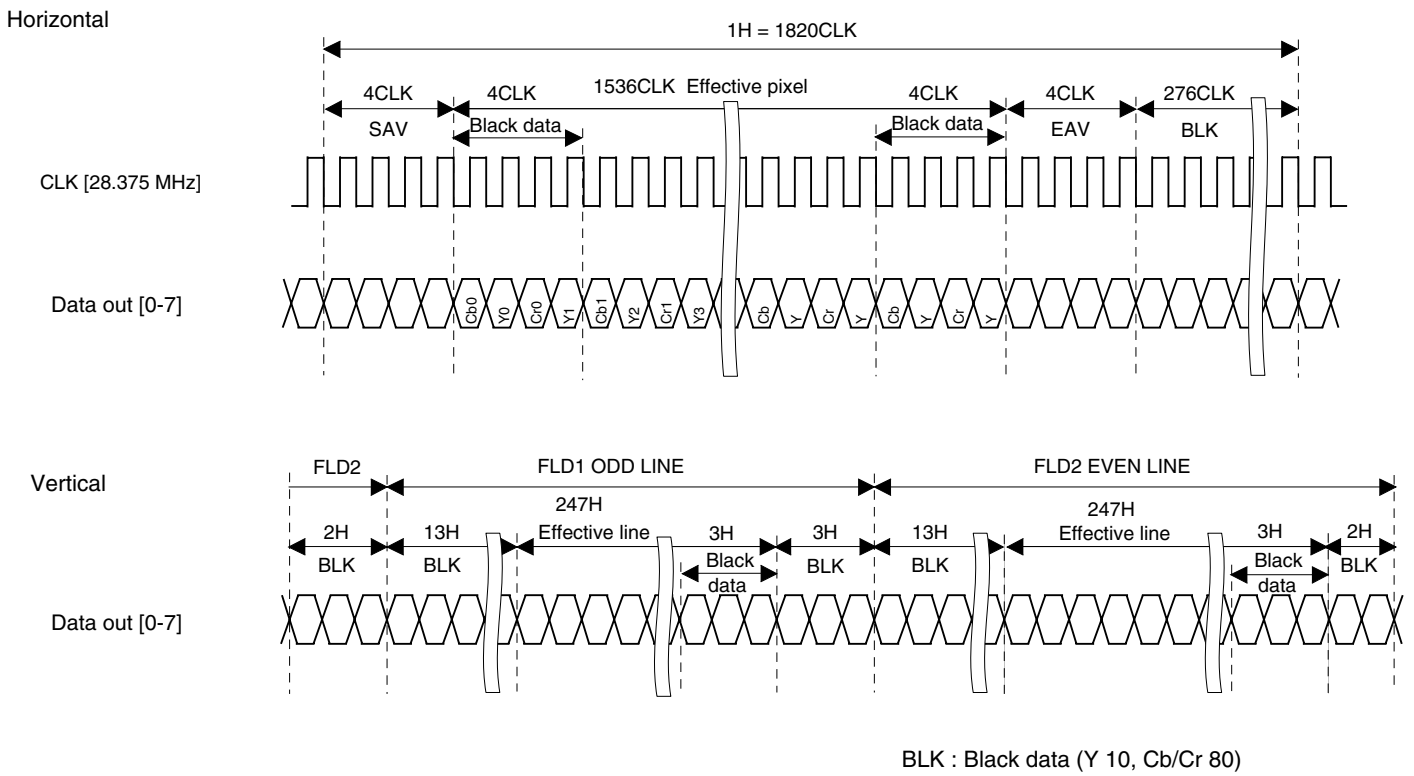 Horizontal
1H = 1820CLK
4CLK 4CLK 1536CLK Effective pixel 4CLK 4CLK 276CLK
SAV Black data Black data EAV BLK
CLK [28.375 MHz]
Data out [0-7] Cb0 Y0 Cr0 Y1 Cb1 Y2 Cr1 Y3 Cb Y Cr Y Cb Y Cr Y
Vertical
FLD2 FLD1 ODD LINE FLD2 EVEN LINE
247H 247H
2H 13H Effective line 3H 3H 13H Effective line 3H 2H
BLK BLK Black BLK BLK Black BLK
data data
Data out [0-7]
BLK : Black data (Y 10, Cb/Cr 80)